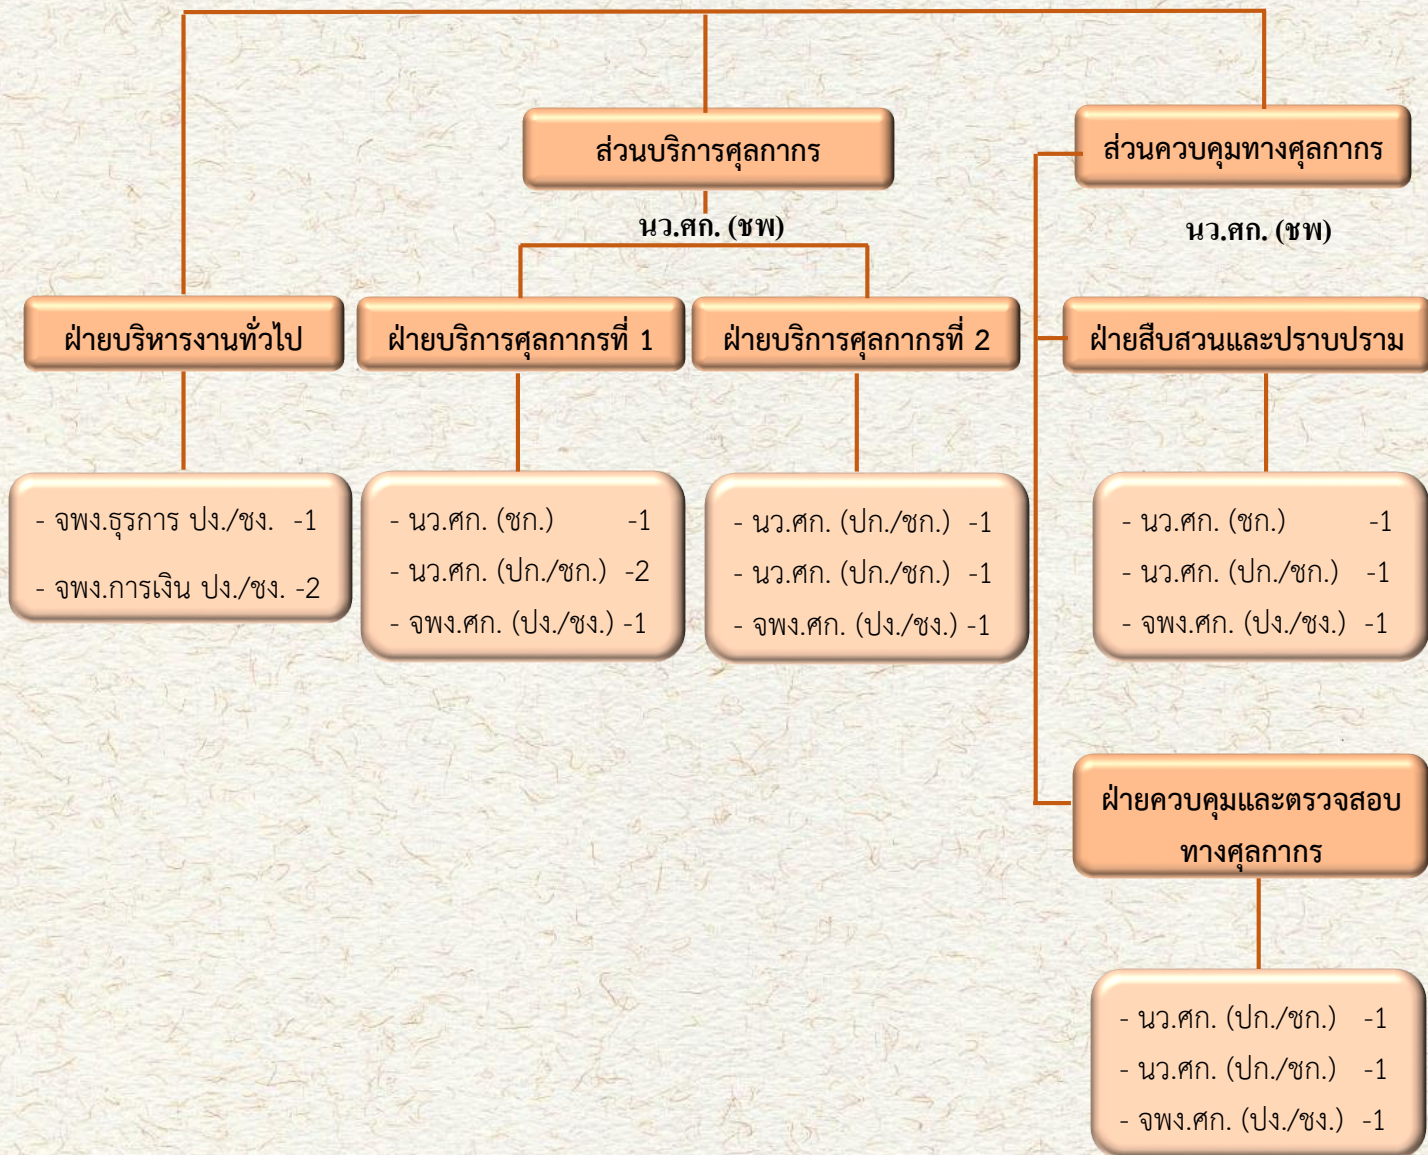 ส่วนบริการศุลกากร
นว.ศก. (ชพ)
ส่วนควบคุมทางศุลกากร
นว.ศก. (ชพ)
ฝ่ายบริหารงานทั่วไป
- จพง.ธุรการ ปง./ชง. -1
- จพง.การเงิน ปง./ชง. -2
ฝ่ายบริการศุลกากรที่ 1
- นว.ศก. (ชก.) -1
- นว.ศก. (ปก./ชก.) -2
- จพง.ศก. (ปง./ชง.) -1
ฝ่ายบริการศุลกากรที่ 2
- นว.ศก. (ปก./ชก.) -1
- นว.ศก. (ปก./ชก.) -1
- จพง.ศก. (ปง./ชง.) -1
ฝ่ายสืบสวนและปราบปราม
- นว.ศก. (ชก.) -1
- นว.ศก. (ปก./ชก.) -1
- จพง.ศก. (ปง./ชง.) -1
ฝ่ายควบคุมและตรวจสอบ
ทางศุลกากร
- นว.ศก. (ปก./ชก.) -1
- นว.ศก. (ปก./ชก.) -1
- จพง.ศก. (ปง./ชง.) -1